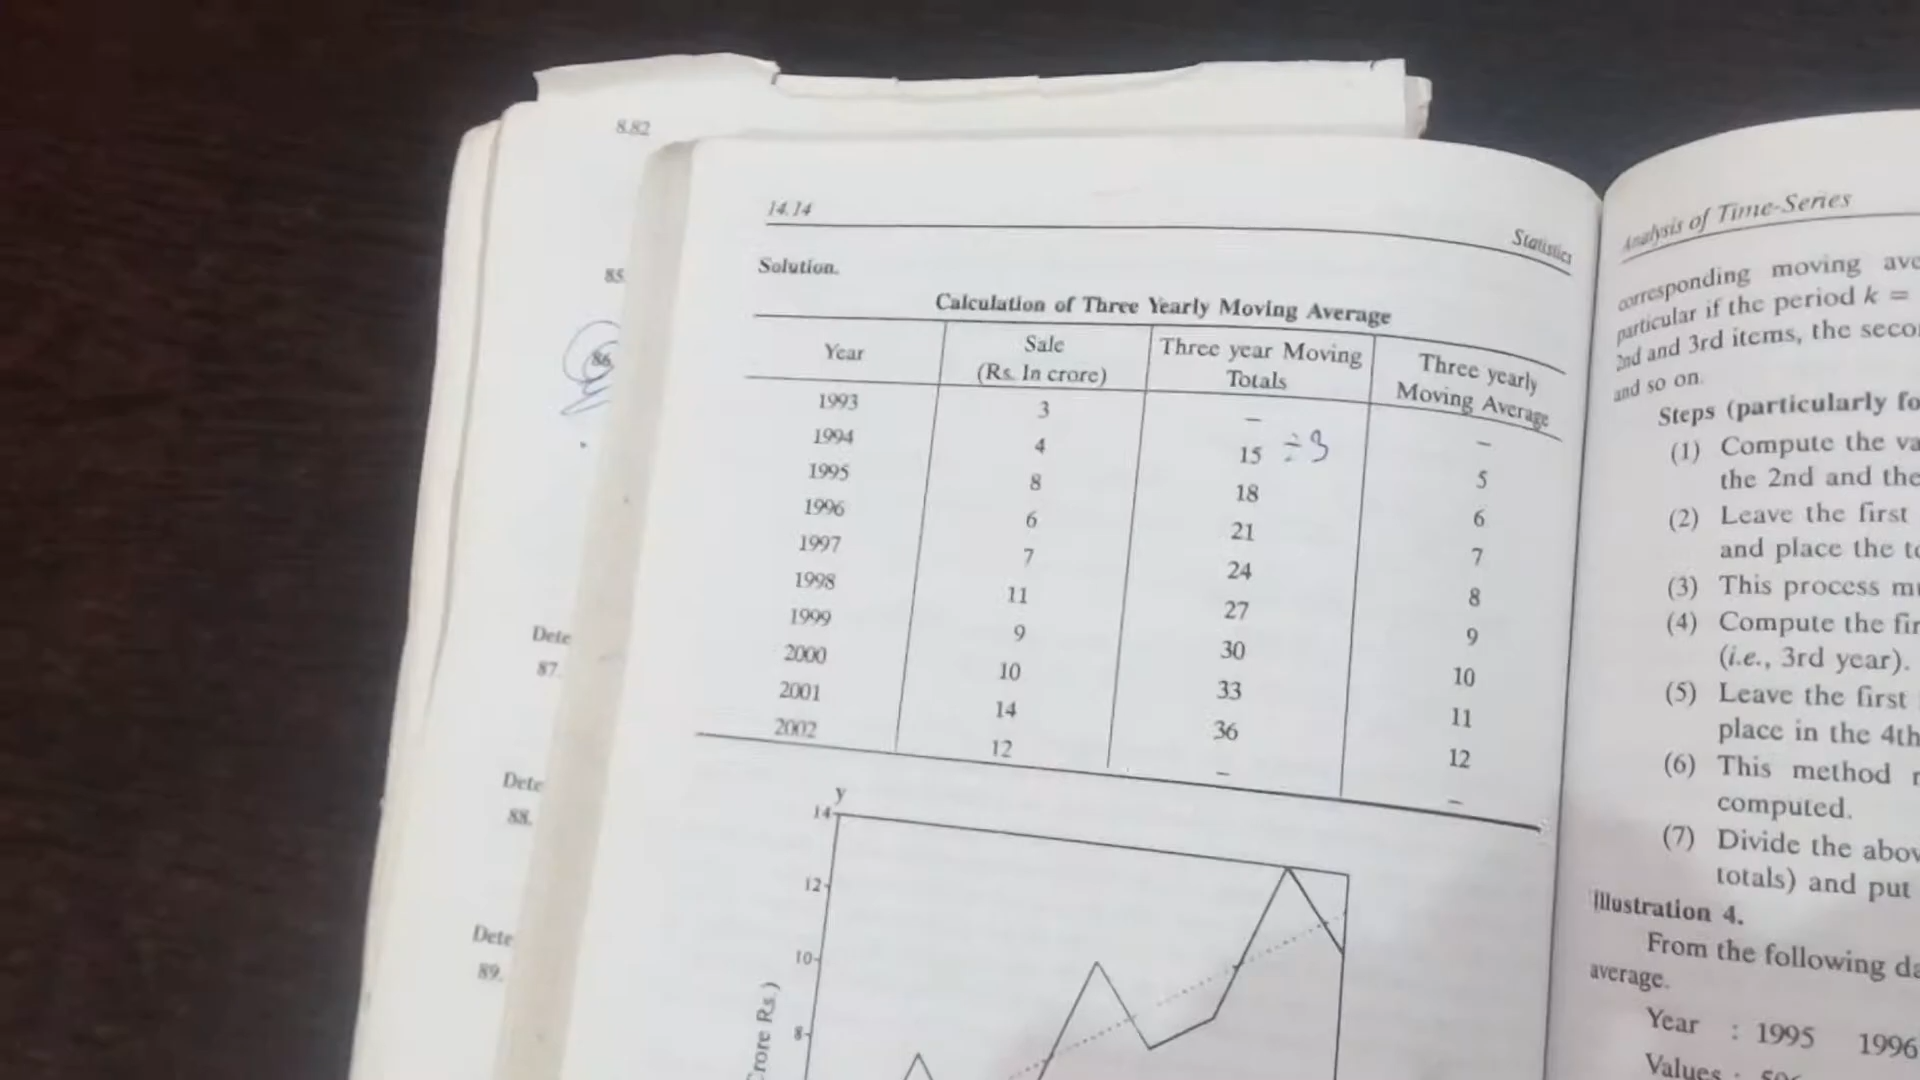 8.82
85.
86.
Dete
87.
Dete
88.
Dete
89.
14.14
Statistics
Solution.
Calculation of Three Yearly Moving Average
Year Sale (Rs. In crore) Three year Moving Totals Three yearly Moving Average
1993 3 – –
1994 4 15 ÷3 5
1995 8 18 6
1996 6 21 7
1997 7 24 8
1998 11 27 9
1999 9 30 10
2000 10 33 11
2001 14 36 12
2002 12 – –
y
14
12
10
8
Crore Rs.)
Analysis of Time-Series
corresponding moving ave
particular if the period k =
2nd and 3rd items, the seco
and so on.
Steps (particularly fo
(1) Compute the va
the 2nd and the
(2) Leave the first
and place the to
(3) This process mu
(4) Compute the fir
(i.e., 3rd year).
(5) Leave the first
place in the 4th
(6) This method
computed.
(7) Divide the abov
totals) and put
Illustration 4.
From the following da
average.
Year : 1995 1996
Values :